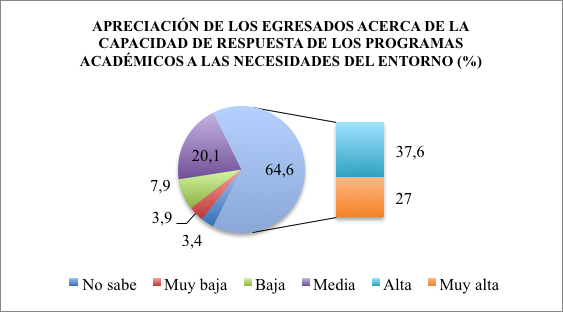 APRECIACIÓN DE LOS EGRESADOS ACERCA DE LA
CAPACIDAD DE RESPUESTA DE LOS PROGRAMAS
ACADÉMICOS A LAS NECESIDADES DEL ENTORNO (%)
20,1
64,6
37,6
7,9
27
3,9
3,4
No sabe
Muy baja
Baja
Media
Alta
Muy alta